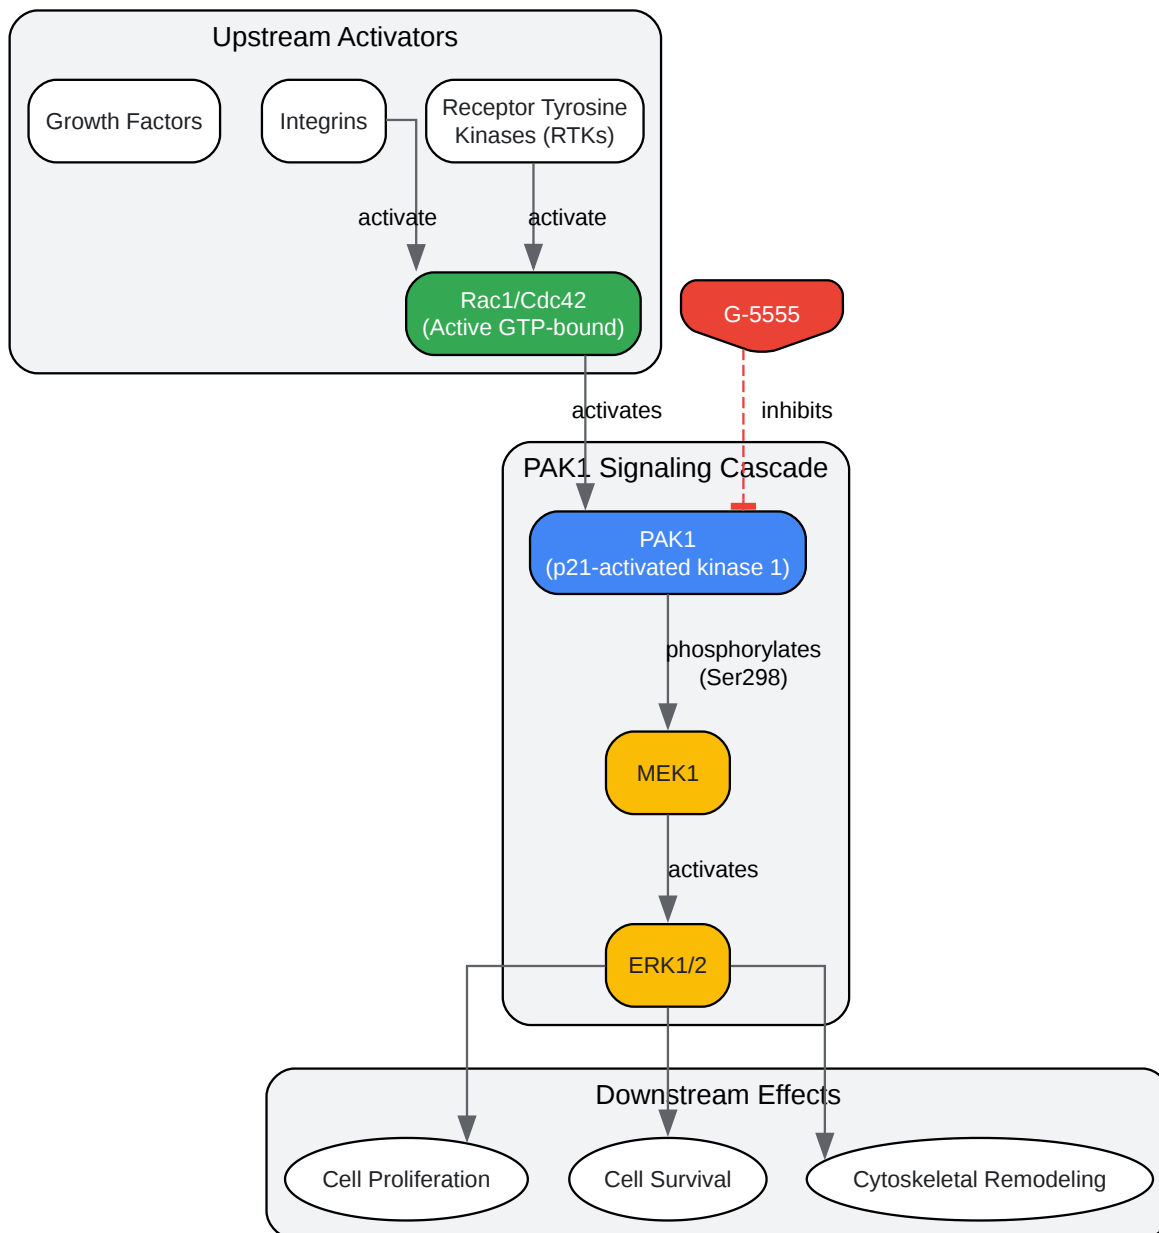 Upstream Activators
Growth Factors
Integrins
Receptor Tyrosine
Kinases (RTKs)
activate
activate
Rac1/Cdc42
(Active GTP-bound)
G-5555
activates
inhibits
PAK1 Signaling Cascade
PAK1
(p21-activated kinase 1)
phosphorylates
(Ser298)
MEK1
activates
ERK1/2
Downstream Effects
Cell Proliferation
Cell Survival
Cytoskeletal Remodeling